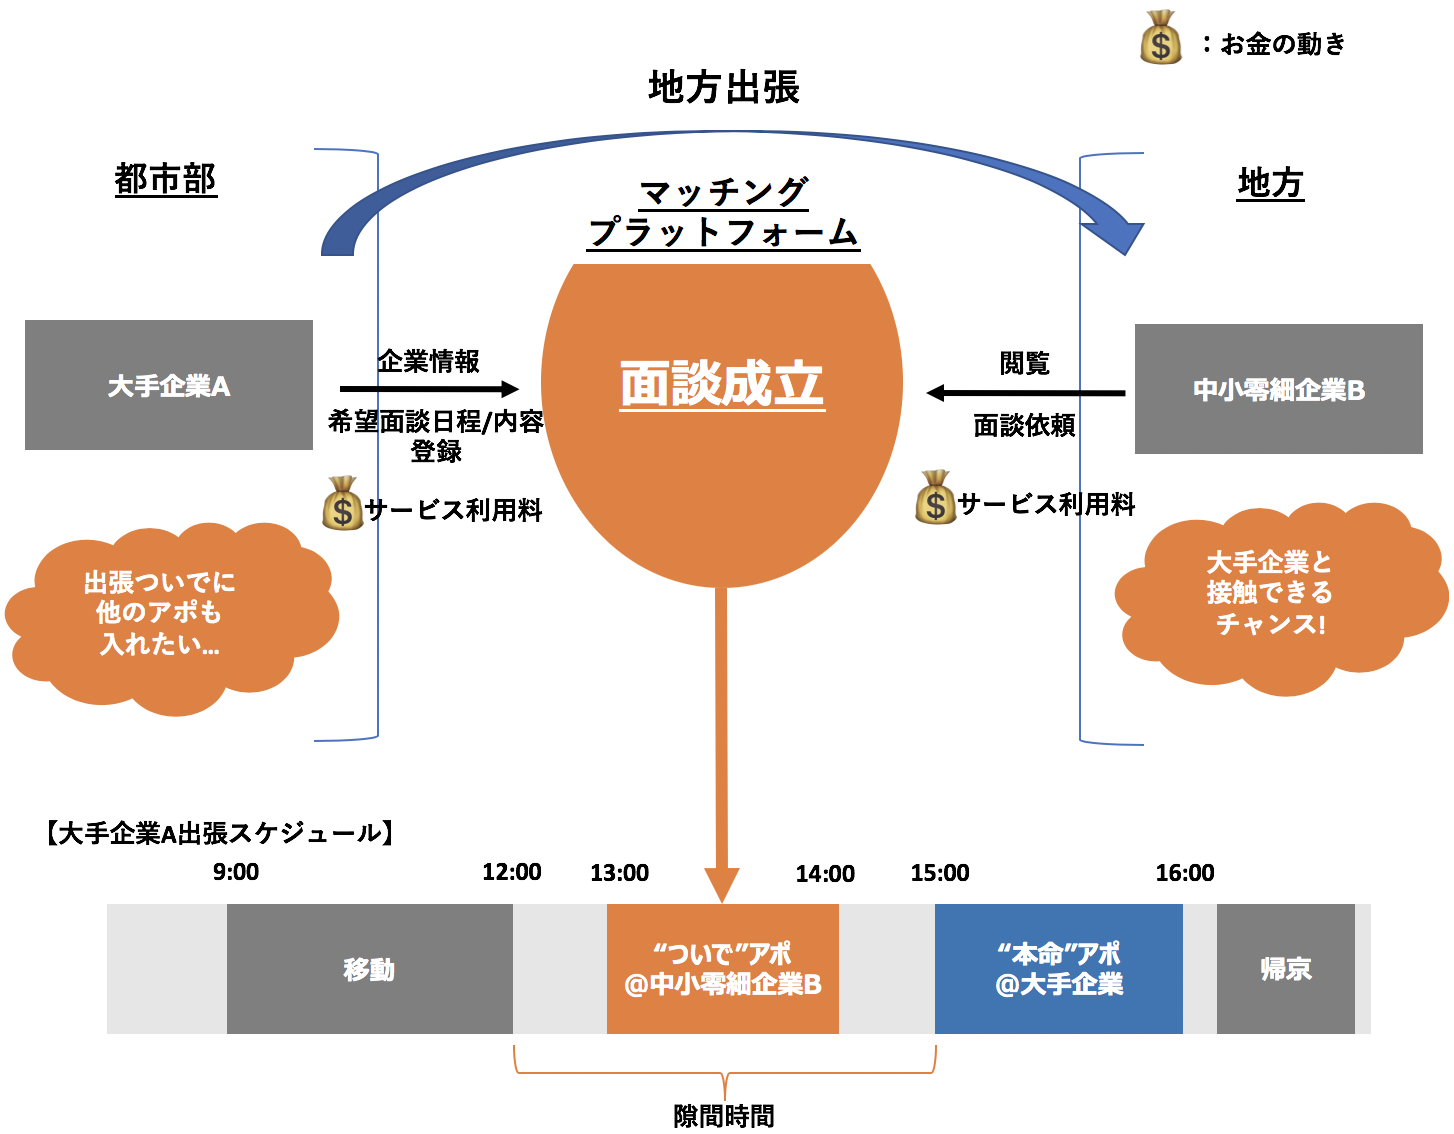 $
：お金の動き
地方出張
都市部
マッチング
プラットフォーム
地方
大手企業A
企業情報
希望面談日程/内容
登録
$
サービス利用料
面談成立
閲覧
面談依頼
$
サービス利用料
中小零細企業B
出張ついでに
他のアポも
入れたい…
大手企業と
接触できる
チャンス!
【大手企業A出張スケジュール】
9:00
12:00
13:00
14:00
15:00
16:00
移動
“ついで”アポ
@中小零細企業B
“本命”アポ
@大手企業
帰京
隙間時間